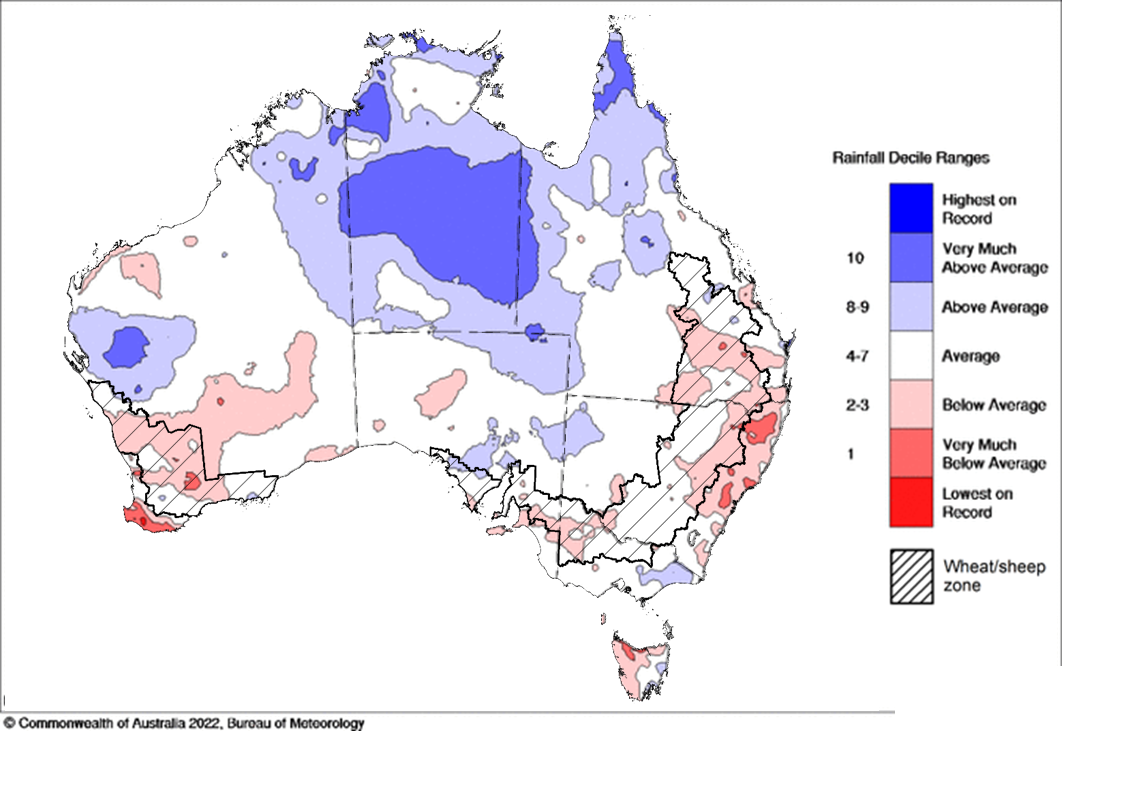 Rainfall Decile Ranges
Highest on
Record
10
Very Much
Above Average
8-9
Above Average
4-7
Average
2-3
Below Average
1
Very Much
Below Average
Lowest on
Record
Wheat/sheep
zone
© Commonwealth of Australia 2022, Bureau of Meteorology